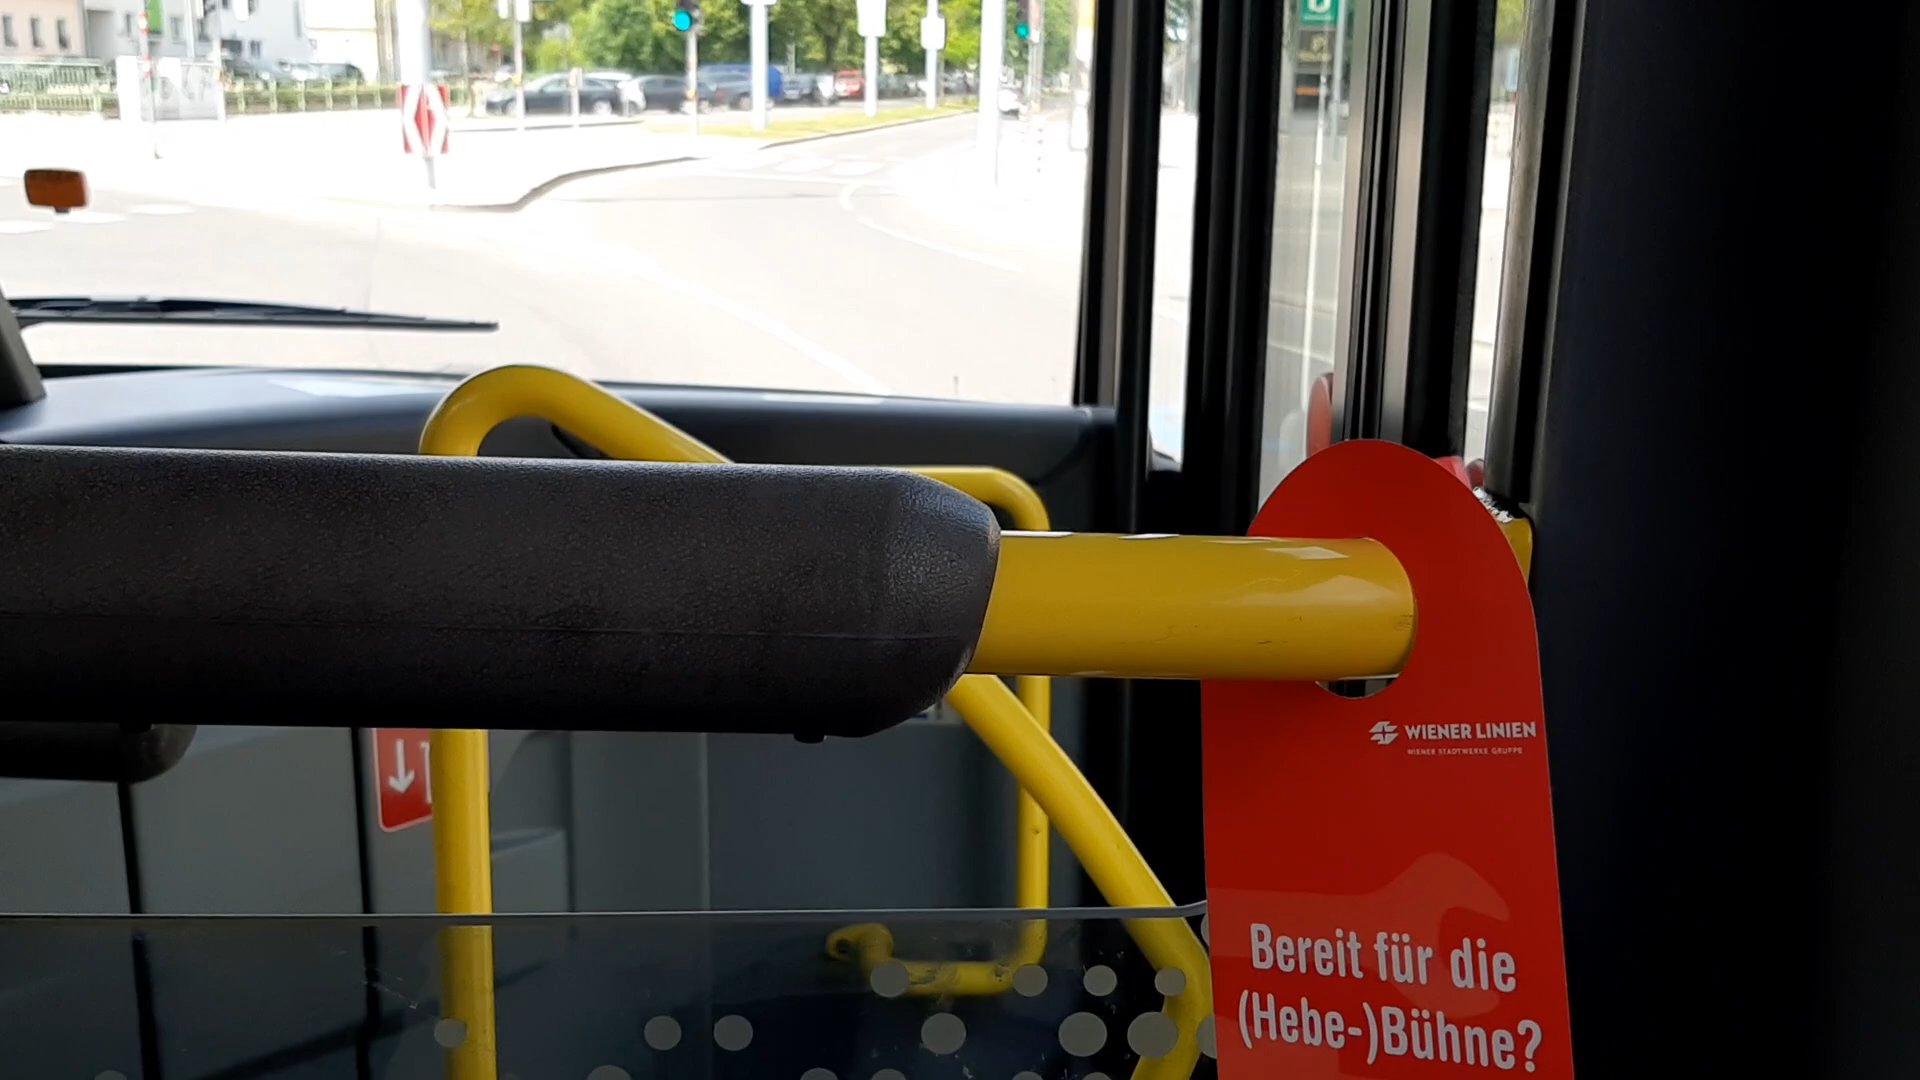 WIENER LINIEN
WIENER STADTWERKE GRUPPE
Bereit für die
(Hebe-)Bühne?